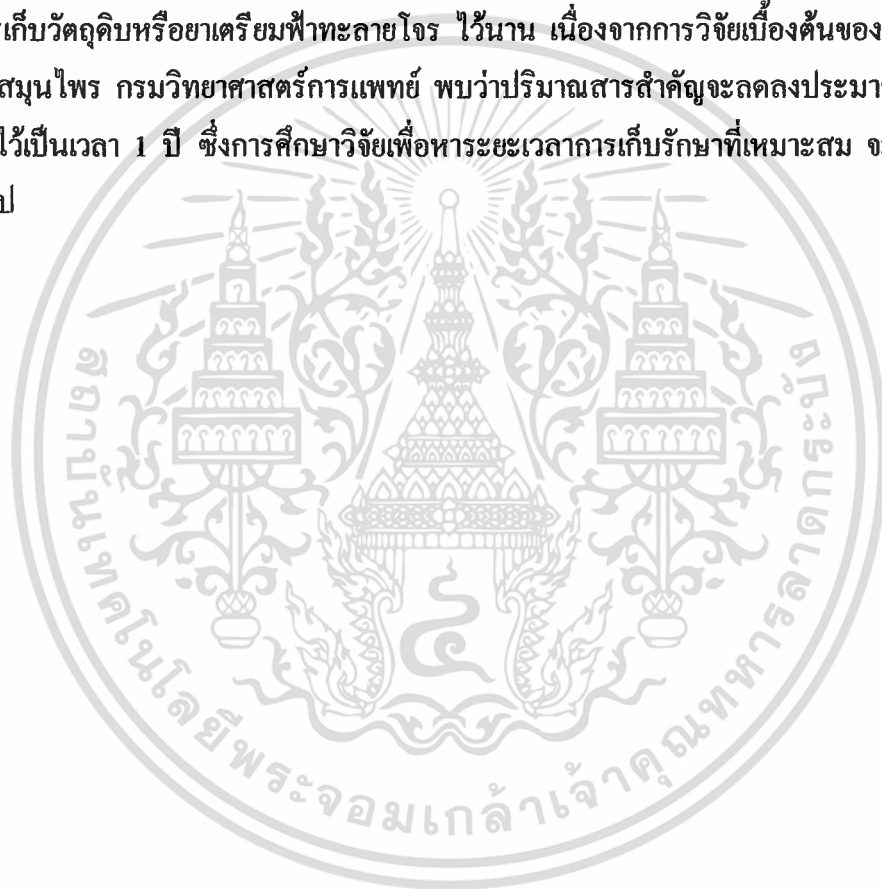 รเก็บวัตถุดิบหรือยาเตรียมฟ้าทะลายโจร ไว้นาน เนื่องจากการวิจัยเบื้องต้นของ
สมุนไพร กรมวิทยาศาสตร์การแพทย์ พบว่าปริมาณสารสำคัญจะลดลงประมา
ไว้เป็นเวลา 1 ปี ซึ่งการศึกษาวิจัยเพื่อหาระยะเวลาการเก็บรักษาที่เหมาะสม จะ
ป
สถาบันเทคโนโลยีพระจอมเกล้าเจ้าคุณทหารลาดกระบัง
๔